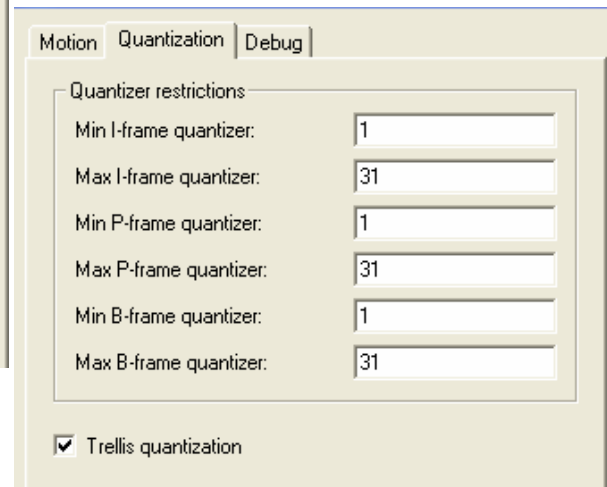 Motion Quantization Debug
Quantizer restrictions
Min I-frame quantizer: 1
Max I-frame quantizer: 31
Min P-frame quantizer: 1
Max P-frame quantizer: 31
Min B-frame quantizer: 1
Max B-frame quantizer: 31
Trellis quantization